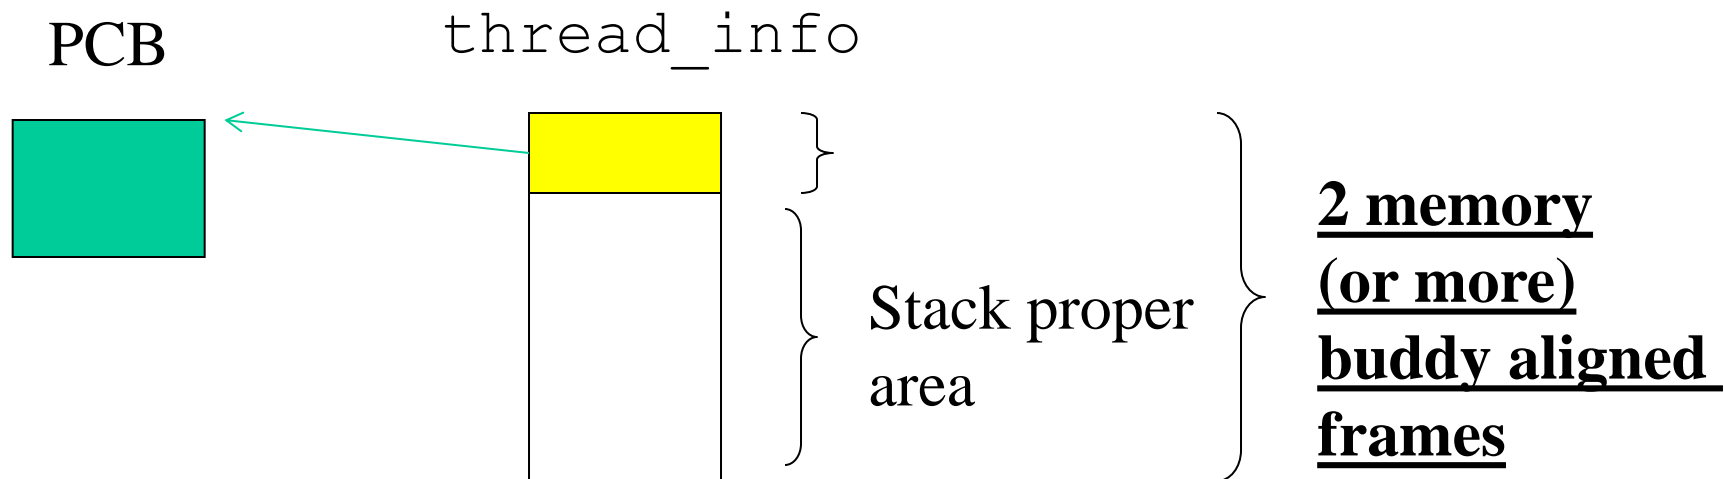 PCB
thread_info
Stack proper
area
2 memory
(or more)
buddy aligned
frames